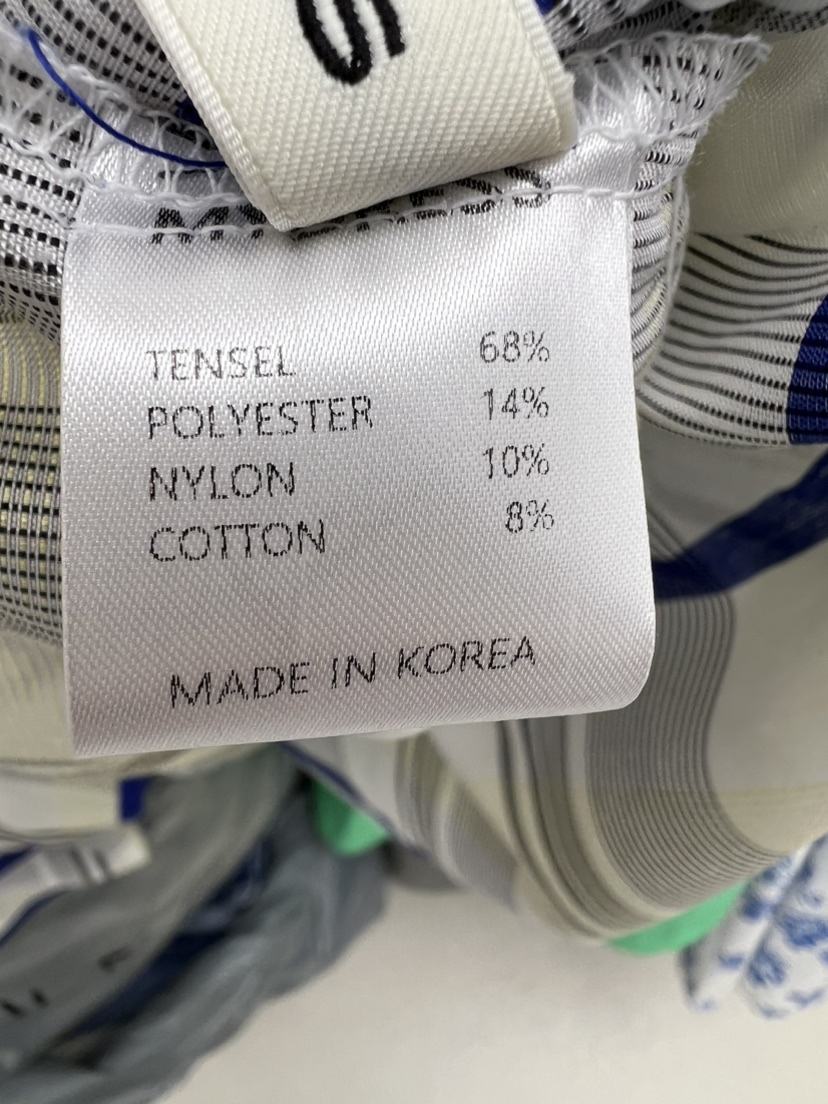 S
TENSEL 68%
POLYESTER 14%
NYLON 10%
COTTON 8%
MADE IN KOREA